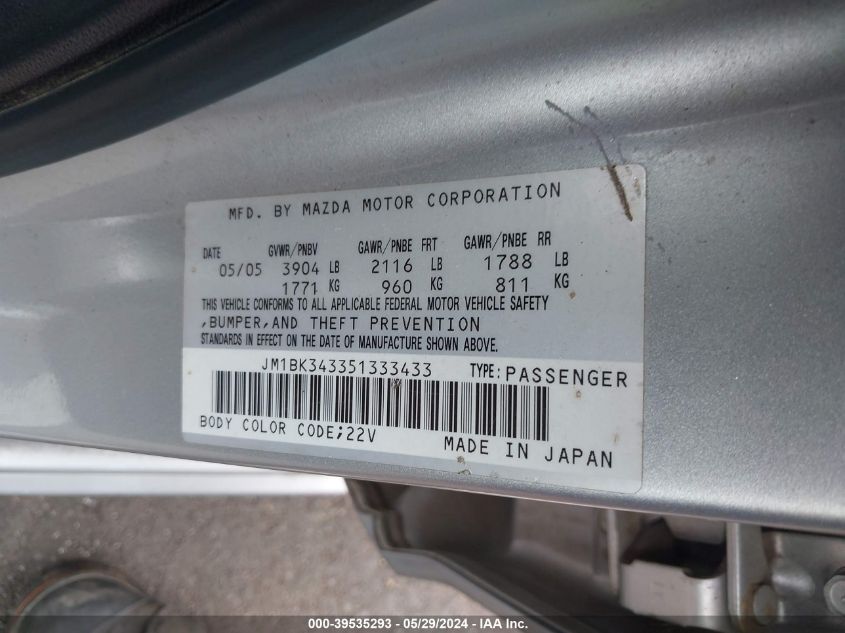 MFD. BY MAZDA MOTOR CORPORATION
DATE GVWR/PNBV GAWR/PNBE FRT GAWR/PNBE RR
05/05 3904 LB 2116 LB 1788 LB
1771 KG 960 KG 811 KG
THIS VEHICLE CONFORMS TO ALL APPLICABLE FEDERAL MOTOR VEHICLE SAFETY
,BUMPER,AND THEFT PREVENTION
STANDARDS IN EFFECT ON THE DATE OF MANUFACTURE SHOWN ABOVE.
JM1BK343351333433 TYPE:PASSENGER
BODY COLOR CODE;22V
MADE IN JAPAN
000-39535293 - 05/29/2024 - IAA Inc.